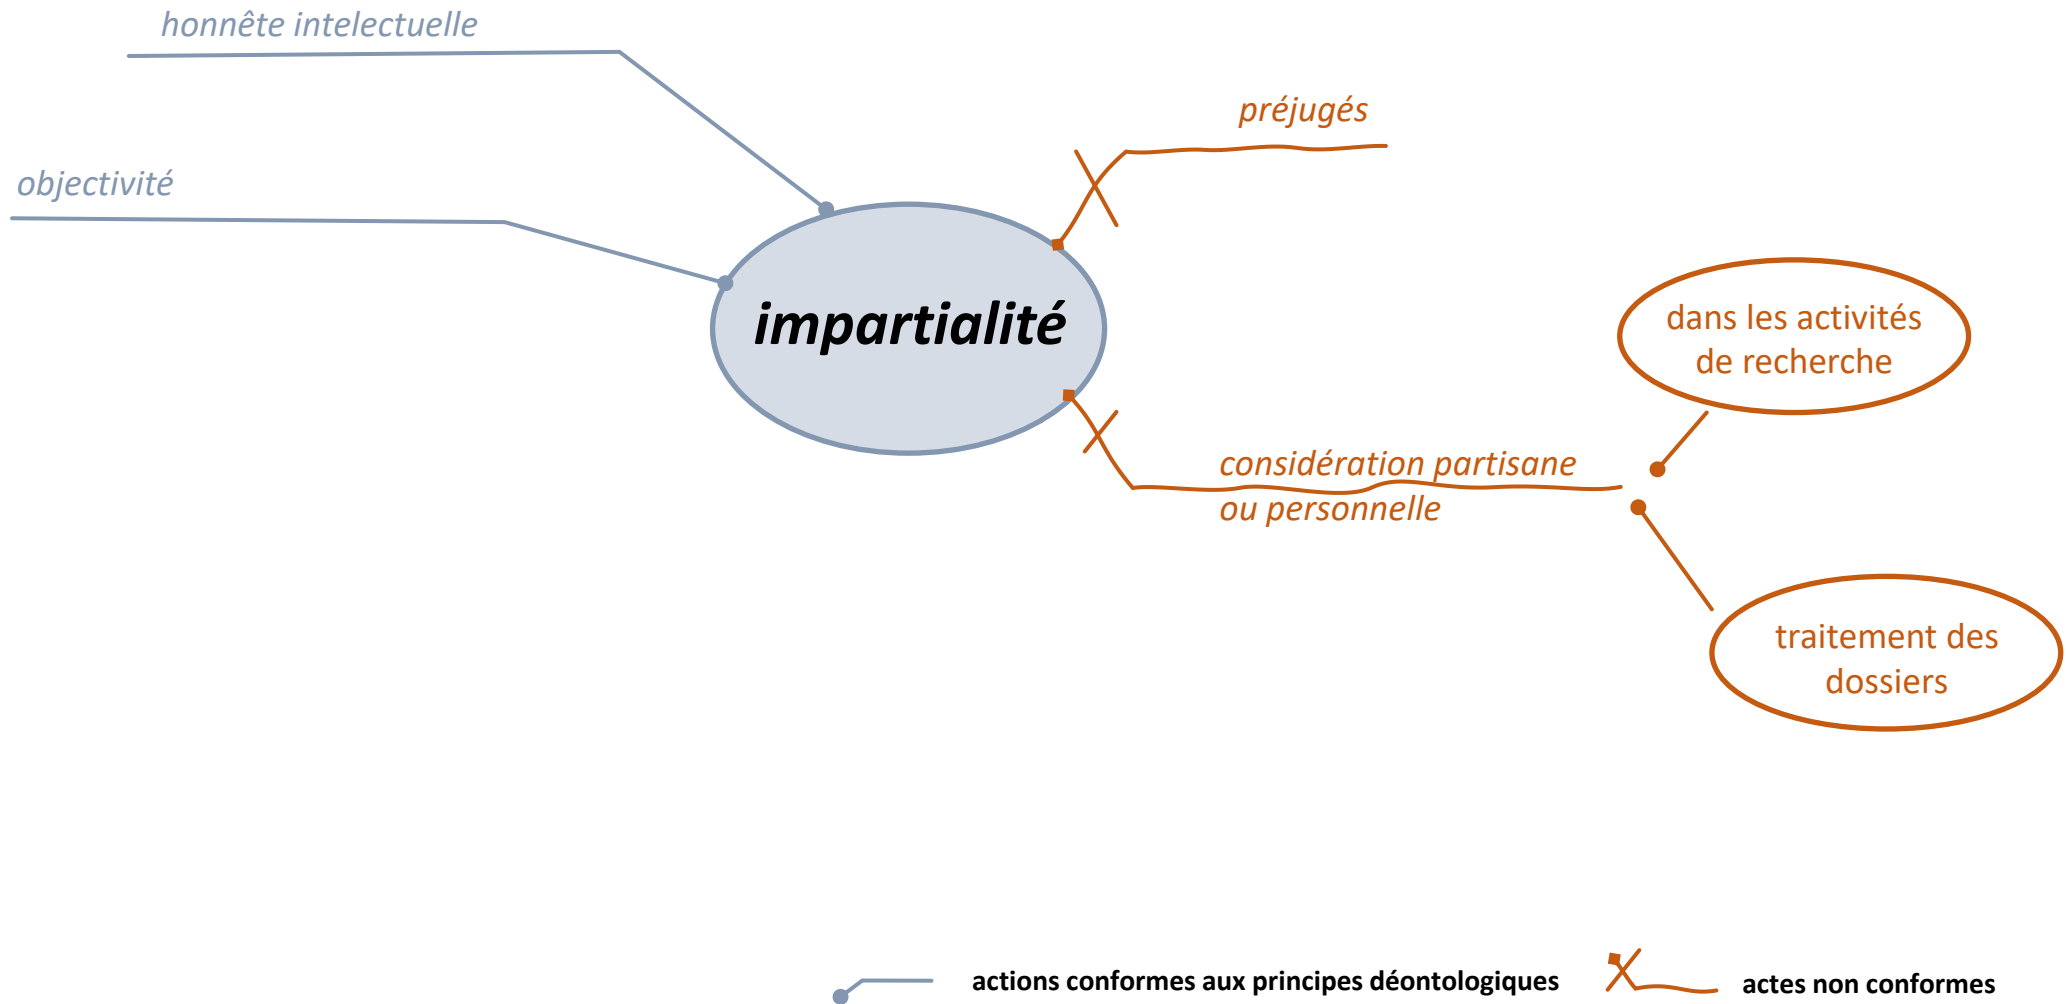 honnête intelectuelle
objectivité
préjugés
impartialité
dans les activités
de recherche
considération partisane
ou personnelle
traitement des
dossiers
actions conformes aux principes déontologiques
actes non conformes